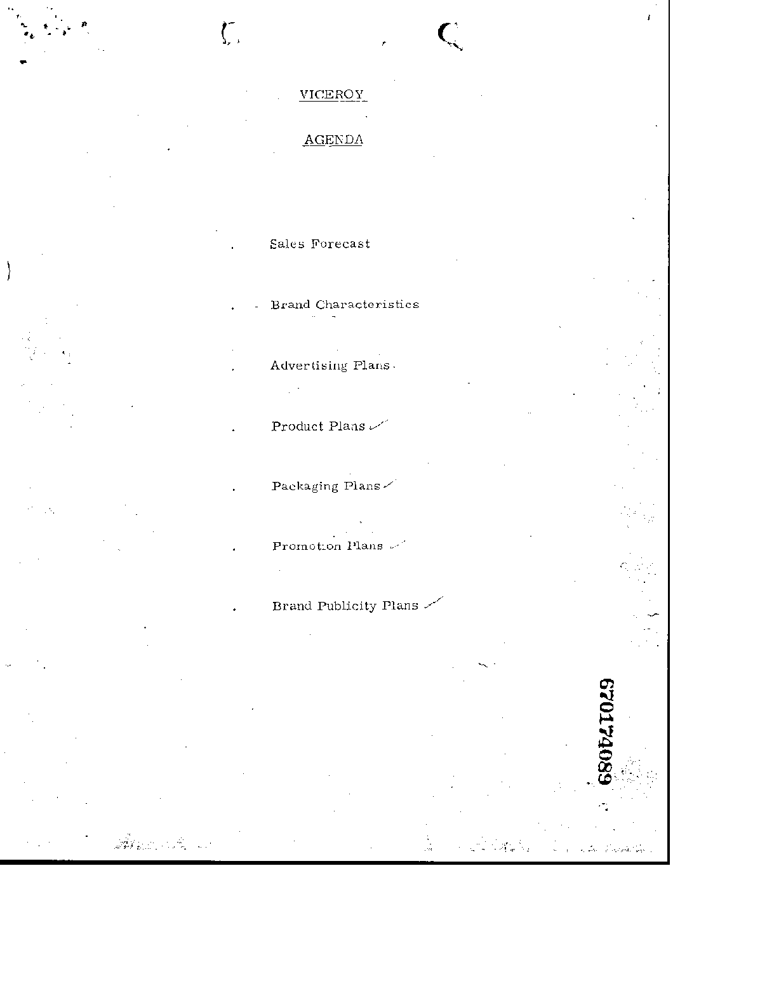 VICEROY
AGENDA
. Sales Forecast
. - Brand Characteristics
. Advertising Plans.
. Product Plans ✓
. Packaging Plans ✓
. Promotion Plans ✓
. Brand Publicity Plans ✓
670174089